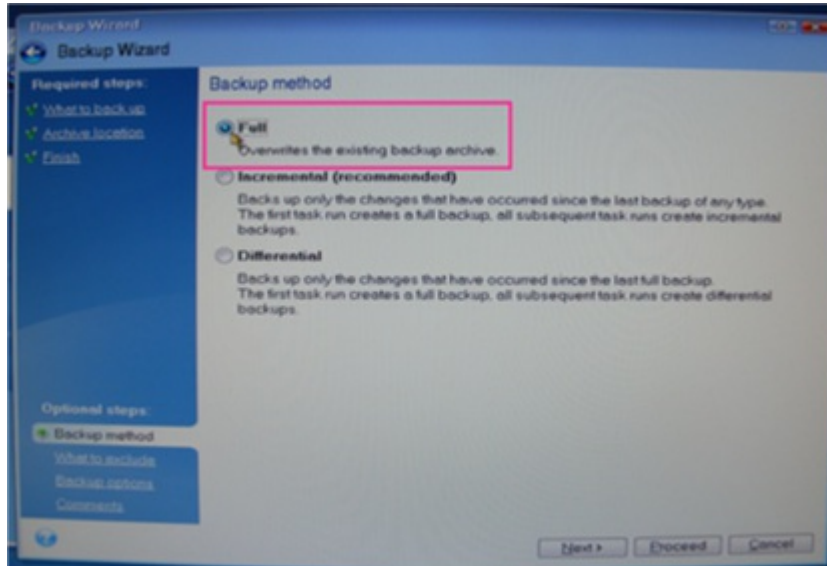 Backup Wizard
Backup Wizard
Required steps:
What to back up
Archive location
Finish
Backup method
Full
Overwrites the existing backup archive.
Incremental (recommended)
Backs up only the changes that have occurred since the last backup of any type.
The first task run creates a full backup, all subsequent task runs create incremental
backups.
Differential
Backs up only the changes that have occurred since the last full backup.
The first task run creates a full backup, all subsequent task runs create differential
backups.
Optional steps:
Backup method
What to exclude
Backup options
Comments
Next >
Proceed
Cancel